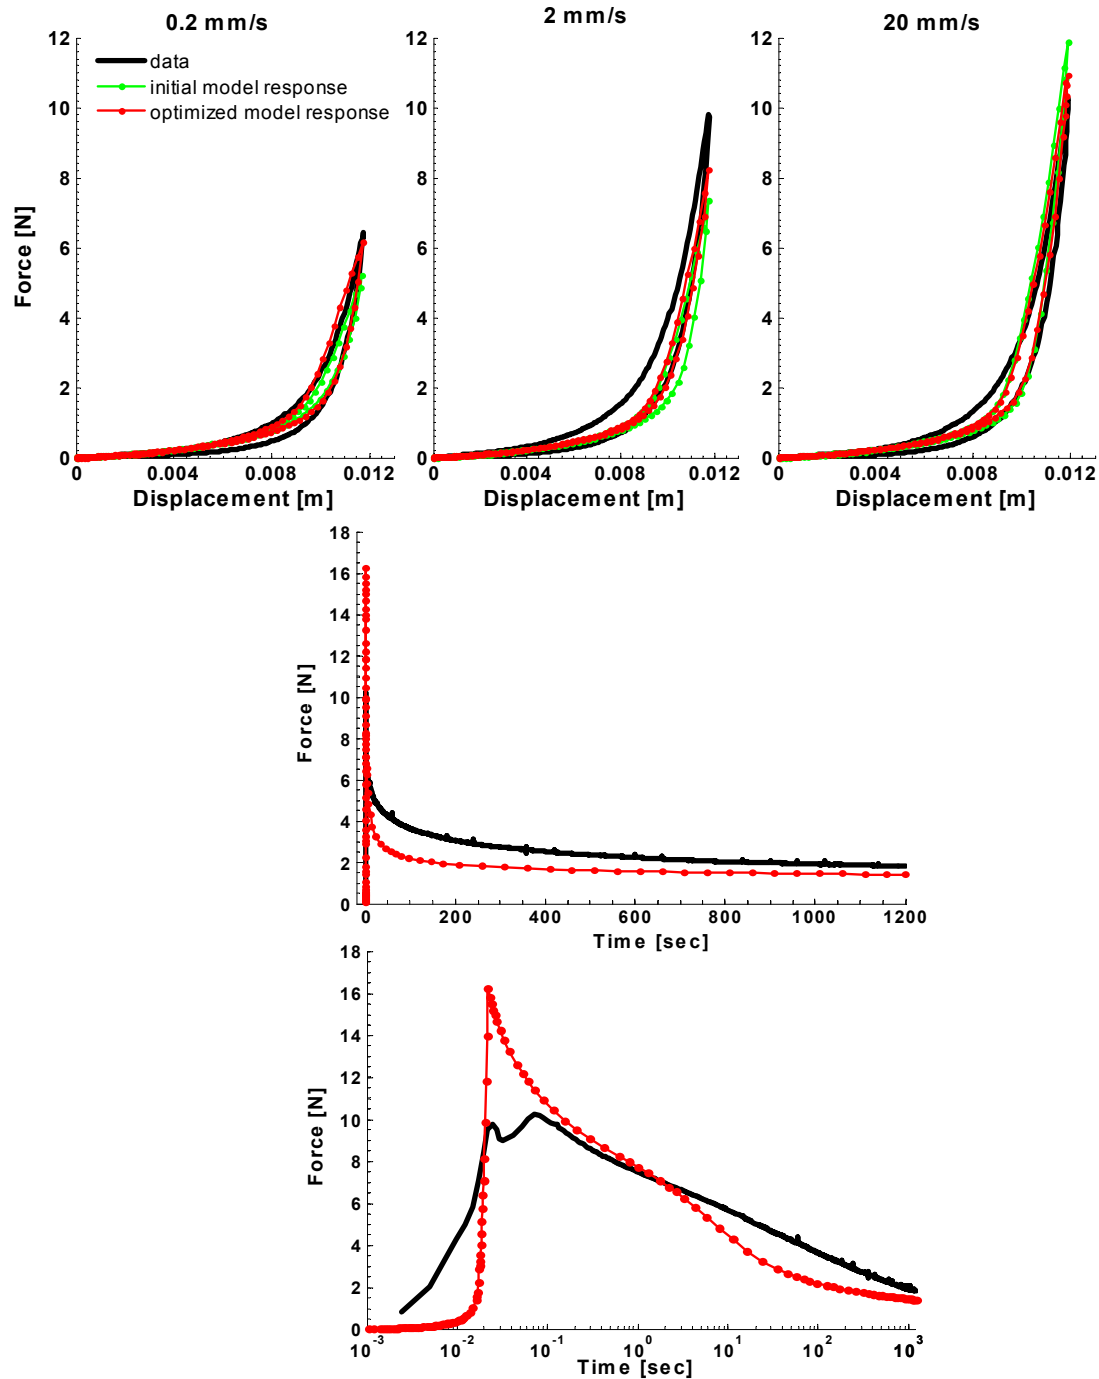 0.2 mm/s
2 mm/s
20 mm/s
data
initial model response
optimized model response
12
10
8
6
4
2
0
Force [N]
0 0.004 0.008 0.012
Displacement [m]
12
10
8
6
4
2
0
0 0.004 0.008 0.012
Displacement [m]
12
10
8
6
4
2
0
0 0.004 0.008 0.012
Displacement [m]
18
16
14
12
10
8
6
4
2
0
Force [N]
0 200 400 600 800 1000 1200
Time [sec]
18
16
14
12
10
8
6
4
2
0
Force [N]
10^-3 10^-2 10^-1 10^0 10^1 10^2 10^3
Time [sec]